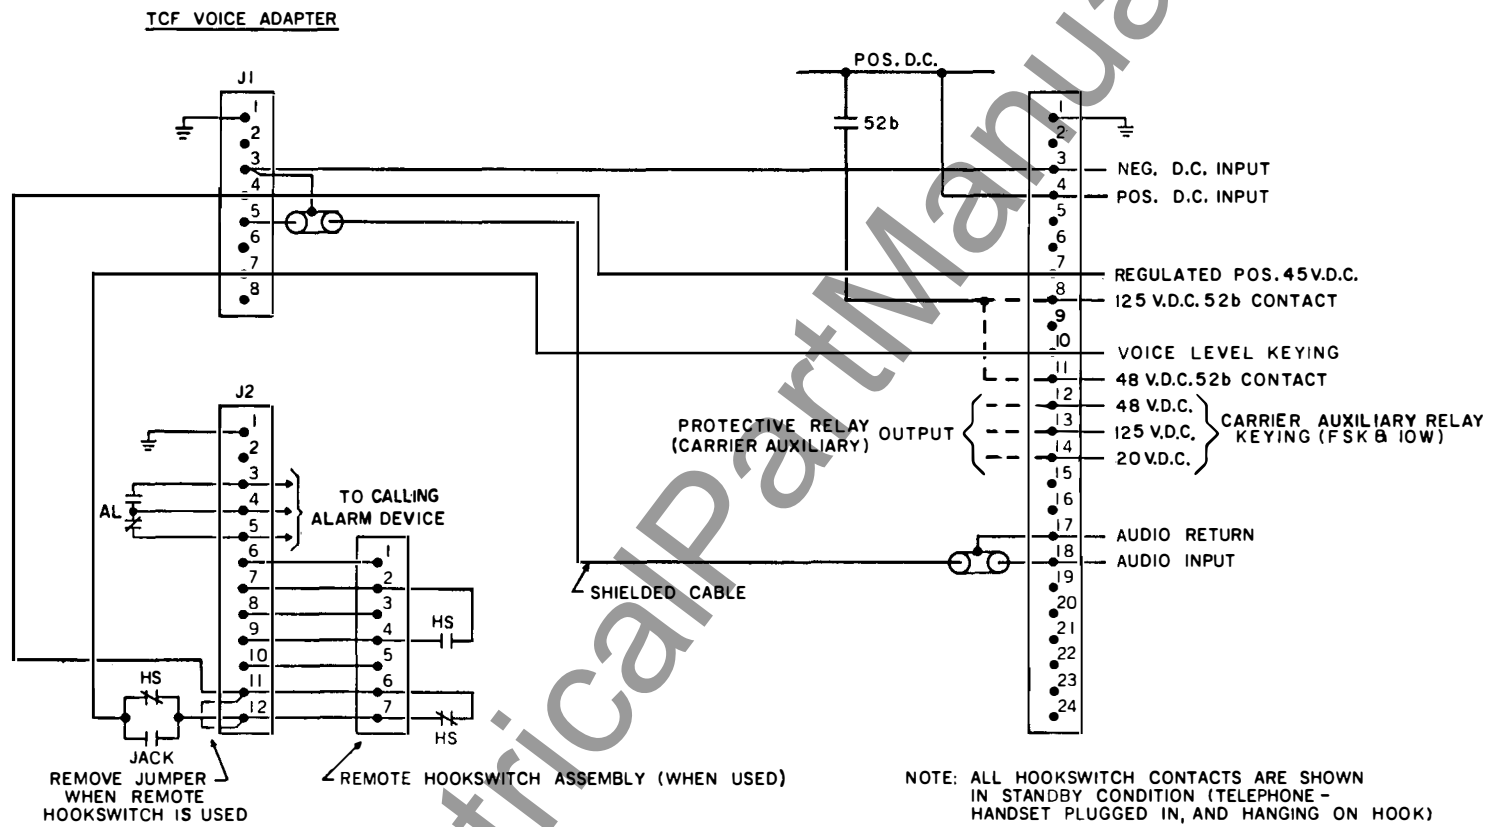 TCF VOICE ADAPTER
J1
1
2
3
4
5
6
7
8
POS. D.C.
52b
1
2
3
4
5
6
7
8
9
10
11
12
13
14
15
16
17
18
19
20
21
22
23
24
NEG. D.C. INPUT
POS. D.C. INPUT
REGULATED POS. 45 V.D.C.
125 V.D.C. 52b CONTACT
VOICE LEVEL KEYING
48 V.D.C. 52b CONTACT
48 V.D.C.
125 V.D.C.
20 V.D.C.
CARRIER AUXILIARY RELAY
KEYING (FSK & 10W)
PROTECTIVE RELAY
(CARRIER AUXILIARY)
OUTPUT
AUDIO RETURN
AUDIO INPUT
SHIELDED CABLE
J2
1
2
3
4
5
6
7
8
9
10
11
12
AL
TO CALLING
ALARM DEVICE
1
2
3
4
5
6
7
HS
HS
HS
JACK
REMOVE JUMPER
WHEN REMOTE
HOOKSWITCH IS USED
REMOTE HOOKSWITCH ASSEMBLY (WHEN USED)
NOTE: ALL HOOKSWITCH CONTACTS ARE SHOWN
IN STANDBY CONDITION (TELEPHONE-
HANDSET PLUGGED IN, AND HANGING ON HOOK)
tricalPartManua